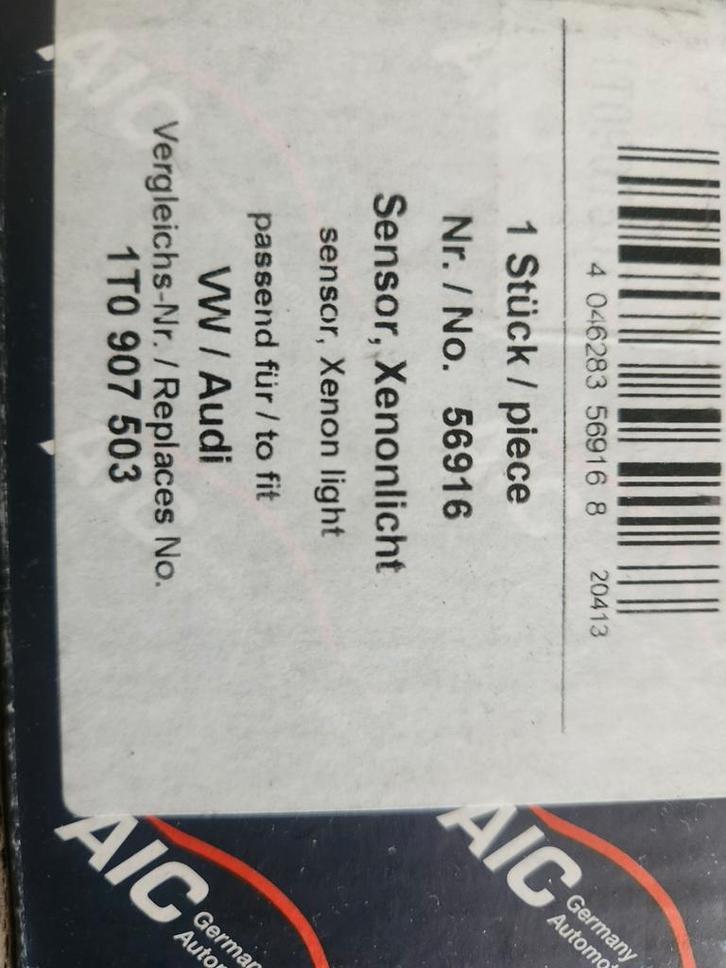 4 046283 56916 8
20413
1 Stück / piece
Nr. / No. 56916
Sensor, Xenonlicht
sensor, Xenon light
passend für / to fit
VW / Audi
Vergleichs-Nr. / Replaces No.
1T0 907 503
AIC
Germany
AIC
Germany
AIC